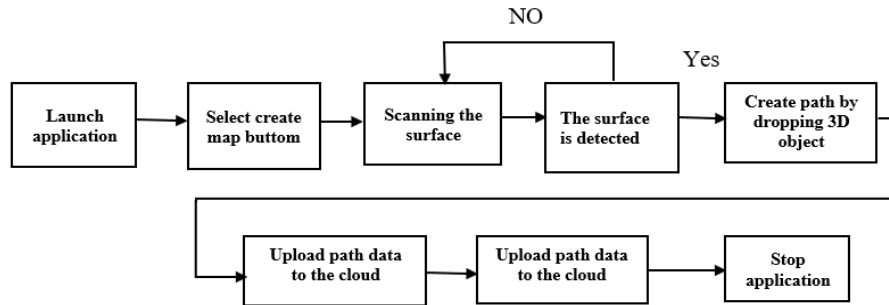 NO
Yes
Launch
application
Select create
map buttom
Scanning the
surface
The surface
is detected
Create path by
dropping 3D
object
Upload path data
to the cloud
Upload path data
to the cloud
Stop
application